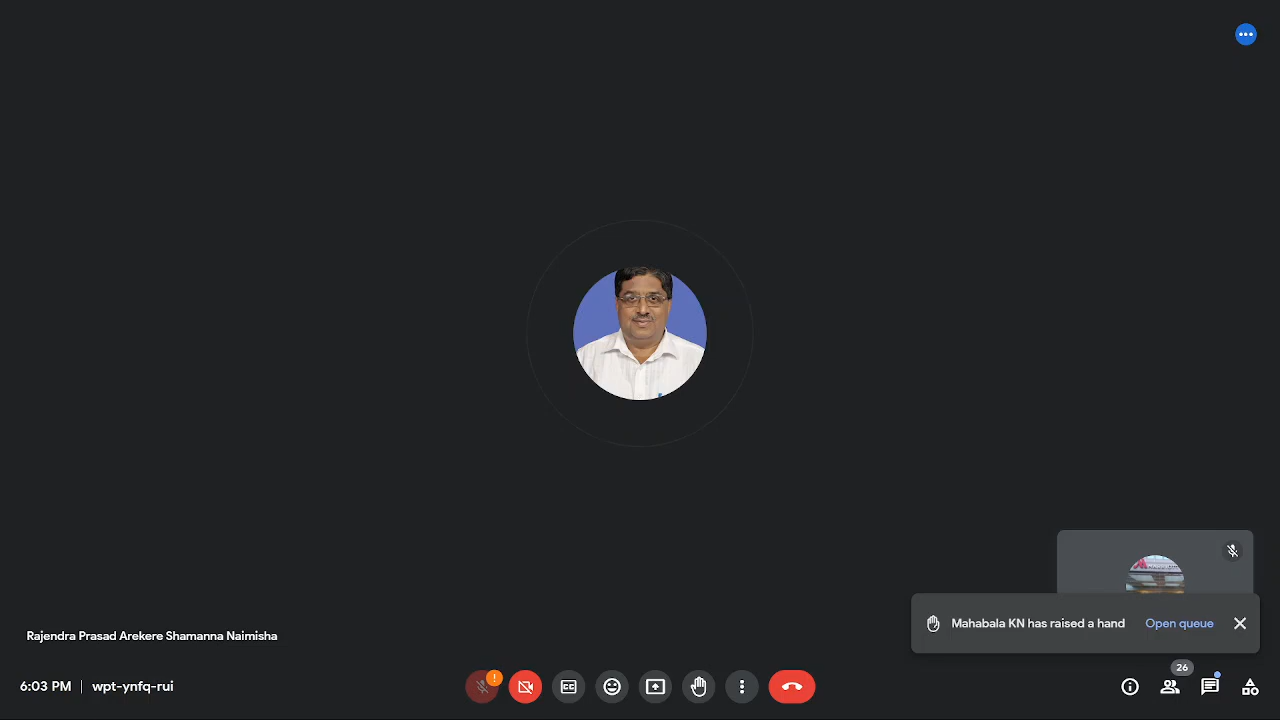 Rajendra Prasad Arekere Shamanna Naimisha
Mahabala KN has raised a hand
Open queue
26
6:03 PM
wpt-ynfq-rui
CC